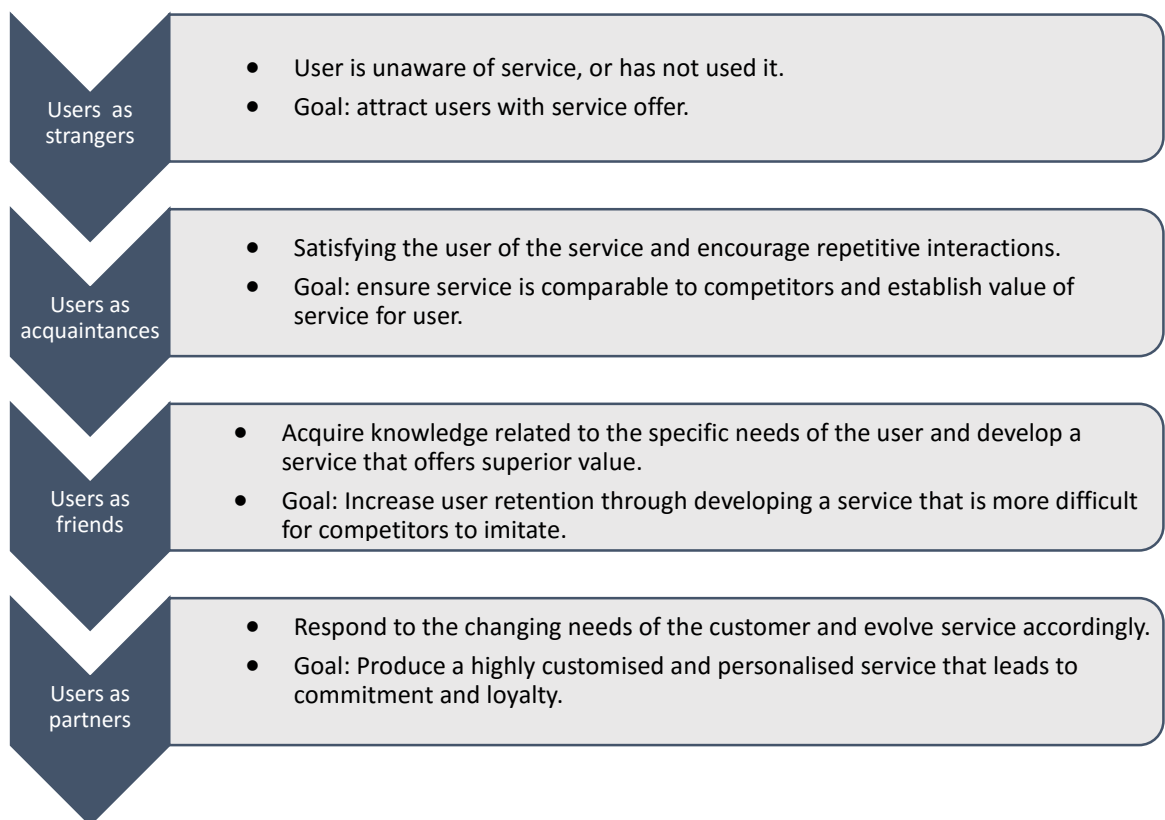 Users as
strangers
• User is unaware of service, or has not used it.
• Goal: attract users with service offer.
Users as
acquaintances
• Satisfying the user of the service and encourage repetitive interactions.
• Goal: ensure service is comparable to competitors and establish value of
service for user.
Users as
friends
• Acquire knowledge related to the specific needs of the user and develop a
service that offers superior value.
• Goal: Increase user retention through developing a service that is more difficult
for competitors to imitate.
Users as
partners
• Respond to the changing needs of the customer and evolve service accordingly.
• Goal: Produce a highly customised and personalised service that leads to
commitment and loyalty.